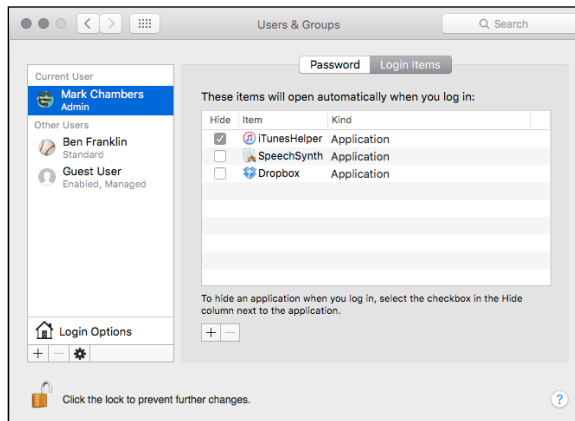 Users & Groups
Search
Password
Login Items
Current User
Mark Chambers
Admin
Other Users
Ben Franklin
Standard
Guest User
Enabled, Managed
Login Options
These items will open automatically when you log in:
Hide Item Kind
iTunesHelper Application
SpeechSynth Application
Dropbox Application
To hide an application when you log in, select the checkbox in the Hide
column next to the application.
+ −
+ −
Click the lock to prevent further changes.
?